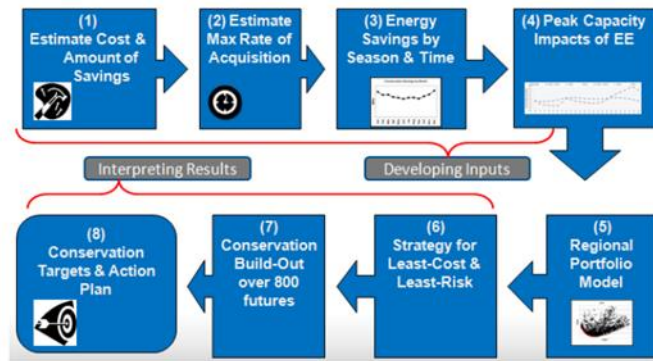 (1)
Estimate Cost &
Amount of
Savings
(2) Estimate
Max Rate of
Acquisition
(3) Energy
Savings by
Season & Time
(4) Peak Capacity
Impacts of EE
Interpreting Results
Developing Inputs
(8)
Conservation
Targets & Action
Plan
(7)
Conservation
Build-Out
over 800
futures
(6)
Strategy for
Least-Cost &
Least-Risk
(5)
Regional
Portfolio
Model